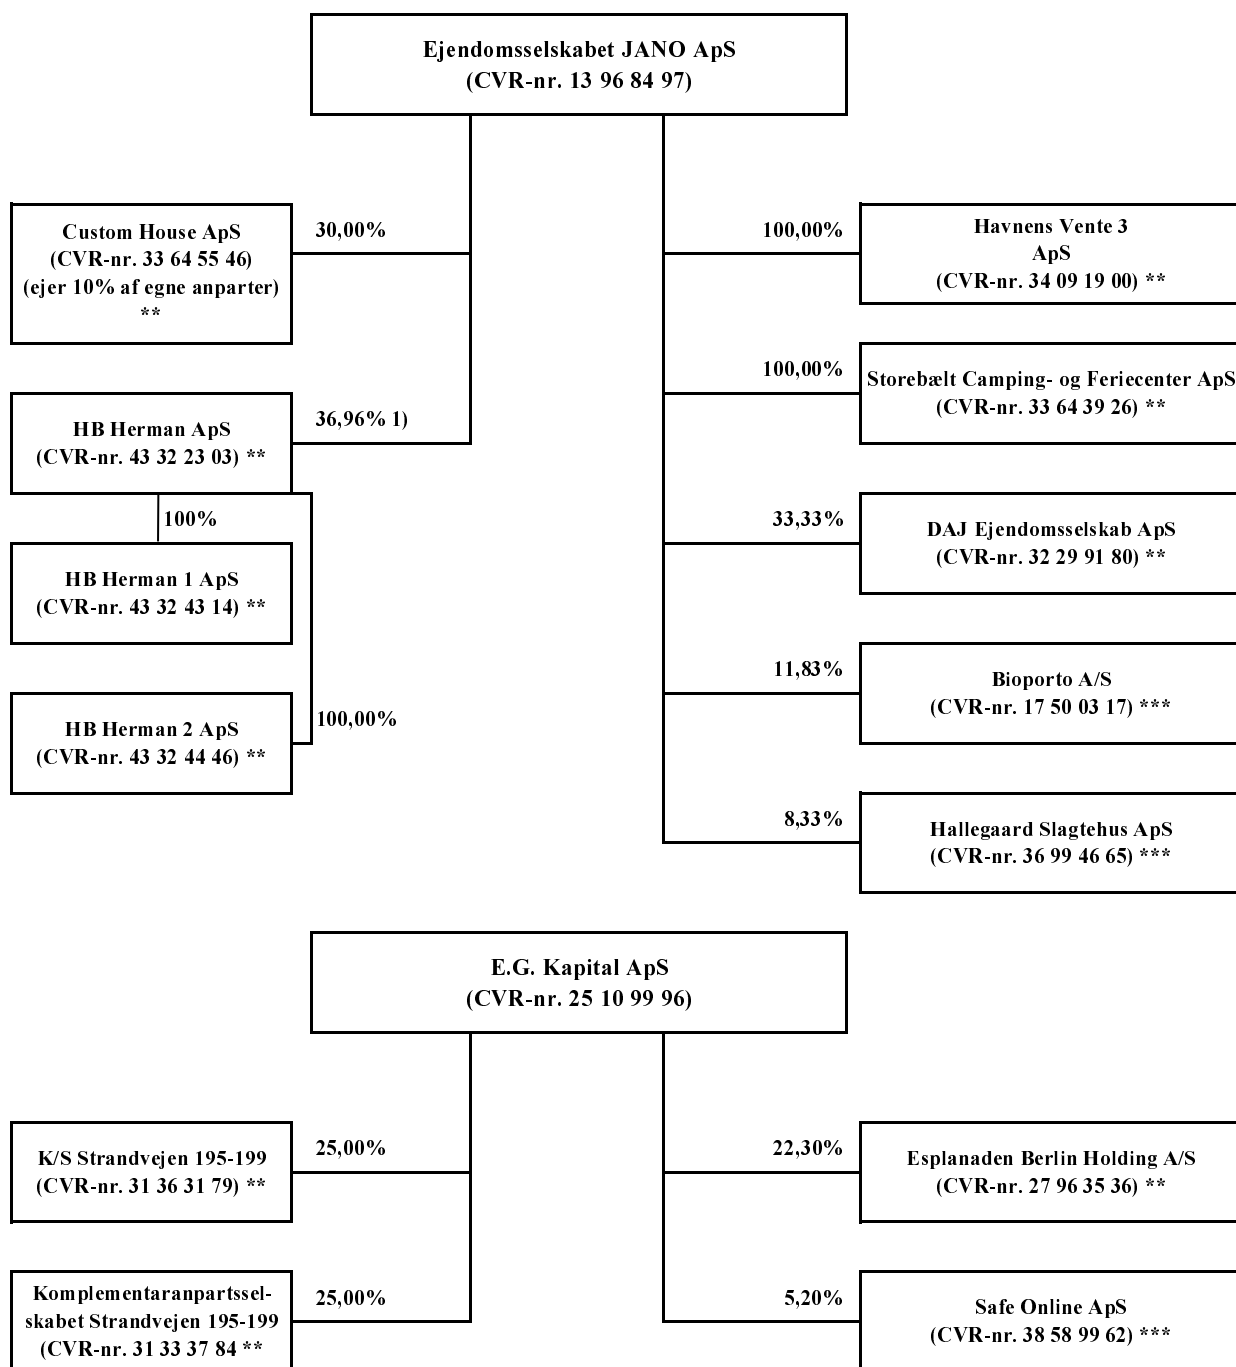 Ejendomsselskabet JANO ApS
(CVR-nr. 13 96 84 97)
Custom House ApS
(CVR-nr. 33 64 55 46)
(ejer 10% af egne anparter)
**
30,00%
100,00%
Havnens Vente 3
ApS
(CVR-nr. 34 09 19 00) **
100,00%
Storebælt Camping- og Feriecenter ApS
(CVR-nr. 33 64 39 26) **
HB Herman ApS
(CVR-nr. 43 32 23 03) **
36,96% 1)
100%
33,33%
DAJ Ejendomsselskab ApS
(CVR-nr. 32 29 91 80) **
HB Herman 1 ApS
(CVR-nr. 43 32 43 14) **
11,83%
Bioporto A/S
(CVR-nr. 17 50 03 17) ***
HB Herman 2 ApS
(CVR-nr. 43 32 44 46) **
100,00%
8,33%
Hallegaard Slagtehus ApS
(CVR-nr. 36 99 46 65) ***
E.G. Kapital ApS
(CVR-nr. 25 10 99 96)
K/S Strandvejen 195-199
(CVR-nr. 31 36 31 79) **
25,00%
22,30%
Esplanaden Berlin Holding A/S
(CVR-nr. 27 96 35 36) **
Komplementaranpartssel-
skabet Strandvejen 195-199
(CVR-nr. 31 33 37 84 **
25,00%
5,20%
Safe Online ApS
(CVR-nr. 38 58 99 62) ***